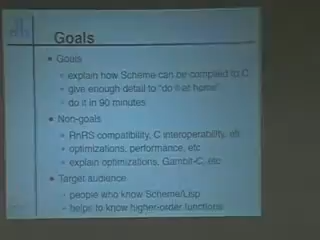 Goals
Goals
explain how Scheme can be compiled to C
give enough detail to "do it at home"
do it in 90 minutes
Non-goals
RnRS compatibility, C interoperability, etc
optimizations, performance, etc
explain optimizations, Gambit-C, etc
Target audience
people who know Scheme/Lisp
helps to know higher-order functions